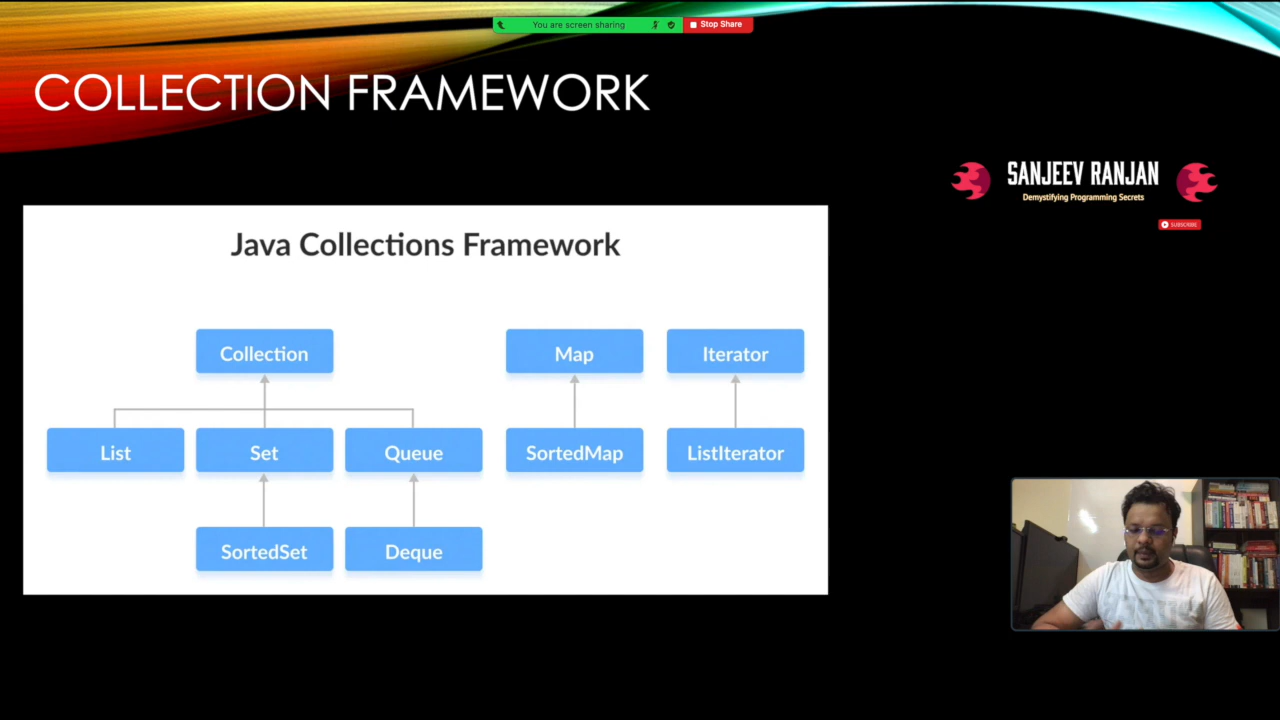 You are screen sharing
Stop Share
COLLECTION FRAMEWORK
SANJEEV RANJAN
Demystifying Programming Secrets
SUBSCRIBE
Java Collections Framework
Collection
Map
Iterator
List
Set
Queue
SortedMap
ListIterator
SortedSet
Deque